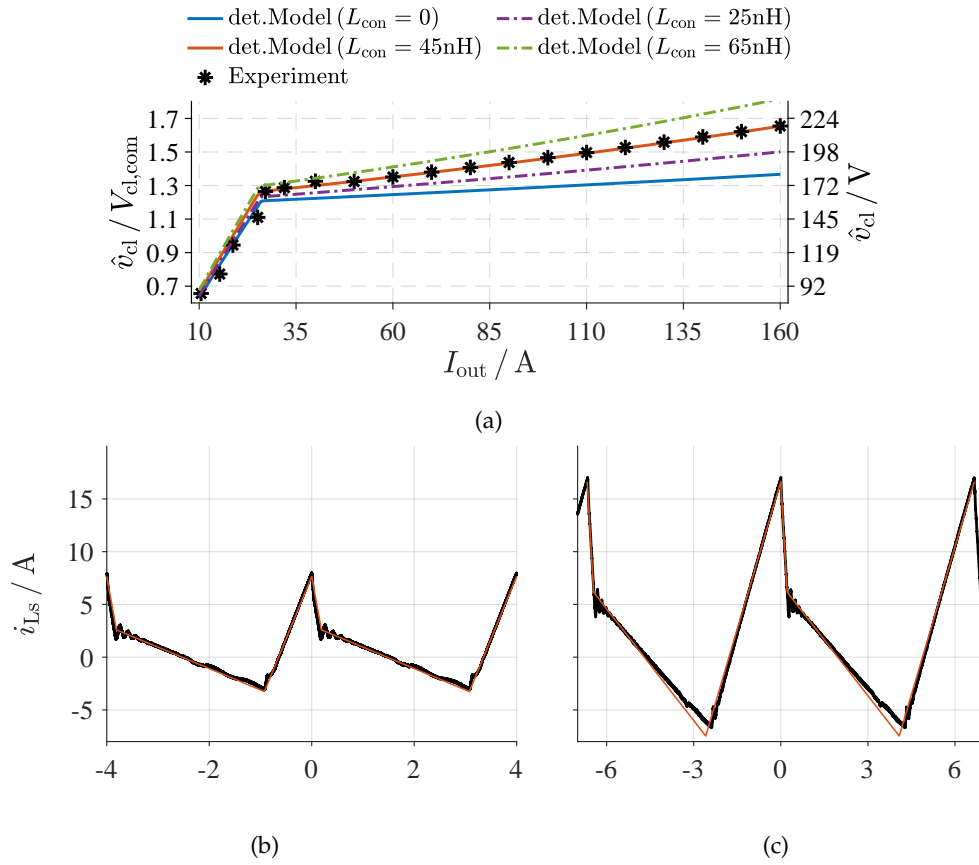 det.Model (L_con = 0)
det.Model (L_con = 25nH)
det.Model (L_con = 45nH)
det.Model (L_con = 65nH)
Experiment
v̂_cl / V_cl,com
1.7
1.5
1.3
1.1
0.9
0.7
224
198
172
145
119
92
v̂_cl / V
10 35 60 85 110 135 160
I_out / A
(a)
i_Ls / A
15
10
5
0
-5
-4 -2 0 2 4
-6 -3 0 3 6
(b)
(c)